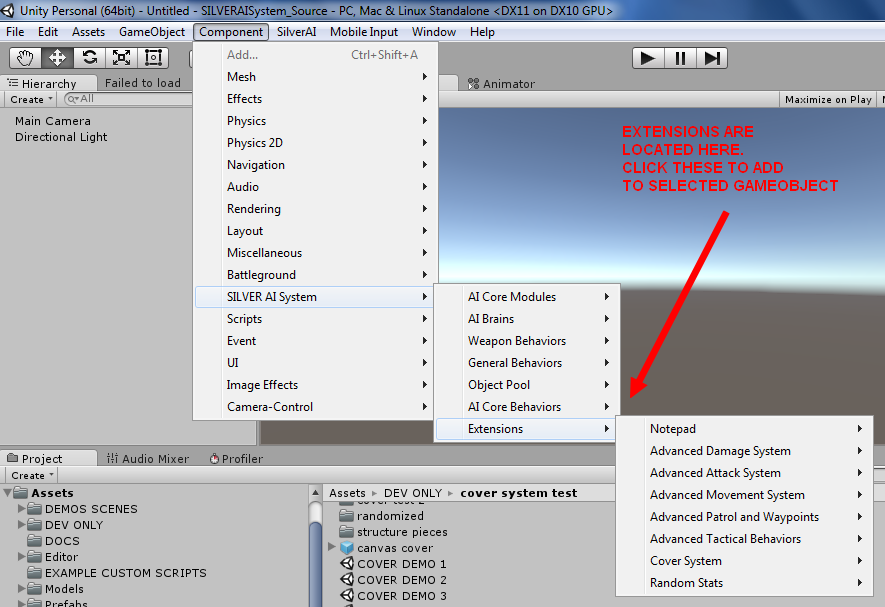 Unity Personal (64bit) - Untitled - SILVERAISystem_Source - PC, Mac & Linux Standalone <DX11 on DX10 GPU>
File Edit Assets GameObject Component SilverAI Mobile Input Window Help
Hierarchy Failed to load
Animator
Create All
Maximize on Play
Main Camera
Directional Light
Add... Ctrl+Shift+A
Mesh
Effects
Physics
Physics 2D
Navigation
Audio
Rendering
Layout
Miscellaneous
Battleground
SILVER AI System
Scripts
Event
UI
Image Effects
Camera-Control
EXTENSIONS ARE
LOCATED HERE.
CLICK THESE TO ADD
TO SELECTED GAMEOBJECT
AI Core Modules
AI Brains
Weapon Behaviors
General Behaviors
Object Pool
AI Core Behaviors
Extensions
Notepad
Advanced Damage System
Advanced Attack System
Advanced Movement System
Advanced Patrol and Waypoints
Advanced Tactical Behaviors
Cover System
Random Stats
Project Audio Mixer Profiler
Create
Assets
DEMOS SCENES
DEV ONLY
DOCS
Editor
EXAMPLE CUSTOM SCRIPTS
Models
Prefabs
Assets DEV ONLY cover system test
cover test 2
randomized
structure pieces
canvas cover
COVER DEMO 1
COVER DEMO 2
COVER DEMO 3